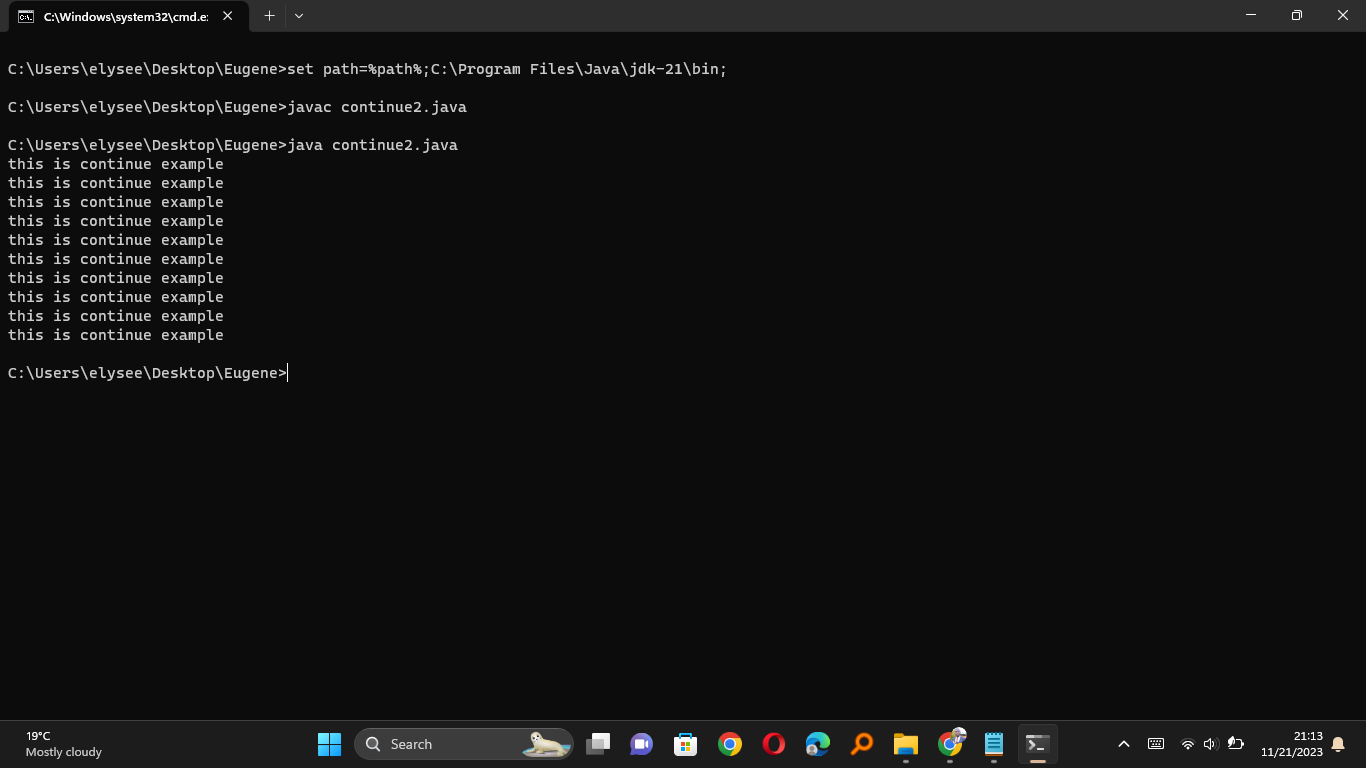 C:\Windows\system32\cmd.e:
C:\Users\elysee\Desktop\Eugene>set path=%path%;C:\Program Files\Java\jdk-21\bin;
C:\Users\elysee\Desktop\Eugene>javac continue2.java
C:\Users\elysee\Desktop\Eugene>java continue2.java
this is continue example
this is continue example
this is continue example
this is continue example
this is continue example
this is continue example
this is continue example
this is continue example
this is continue example
this is continue example
C:\Users\elysee\Desktop\Eugene>
19°C
Mostly cloudy
Search
21:13
11/21/2023